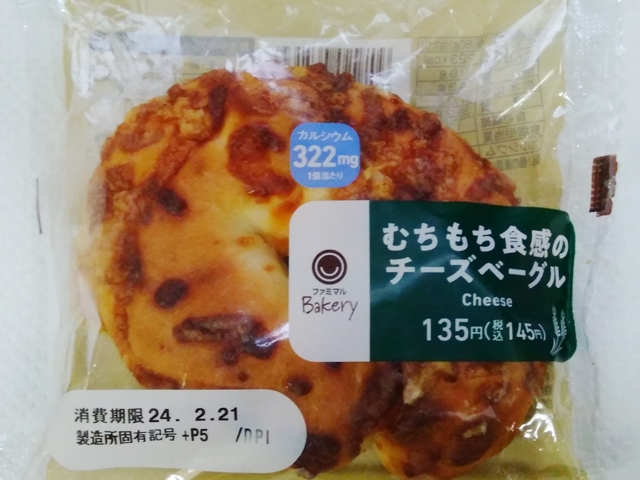 カルシウム
322mg
1個当たり
むちもち食感の
チーズベーグル
Cheese
135円(税込145円)
ファミマル
Bakery
消費期限 24. 2.21
製造所固有記号 +P5 /DPI